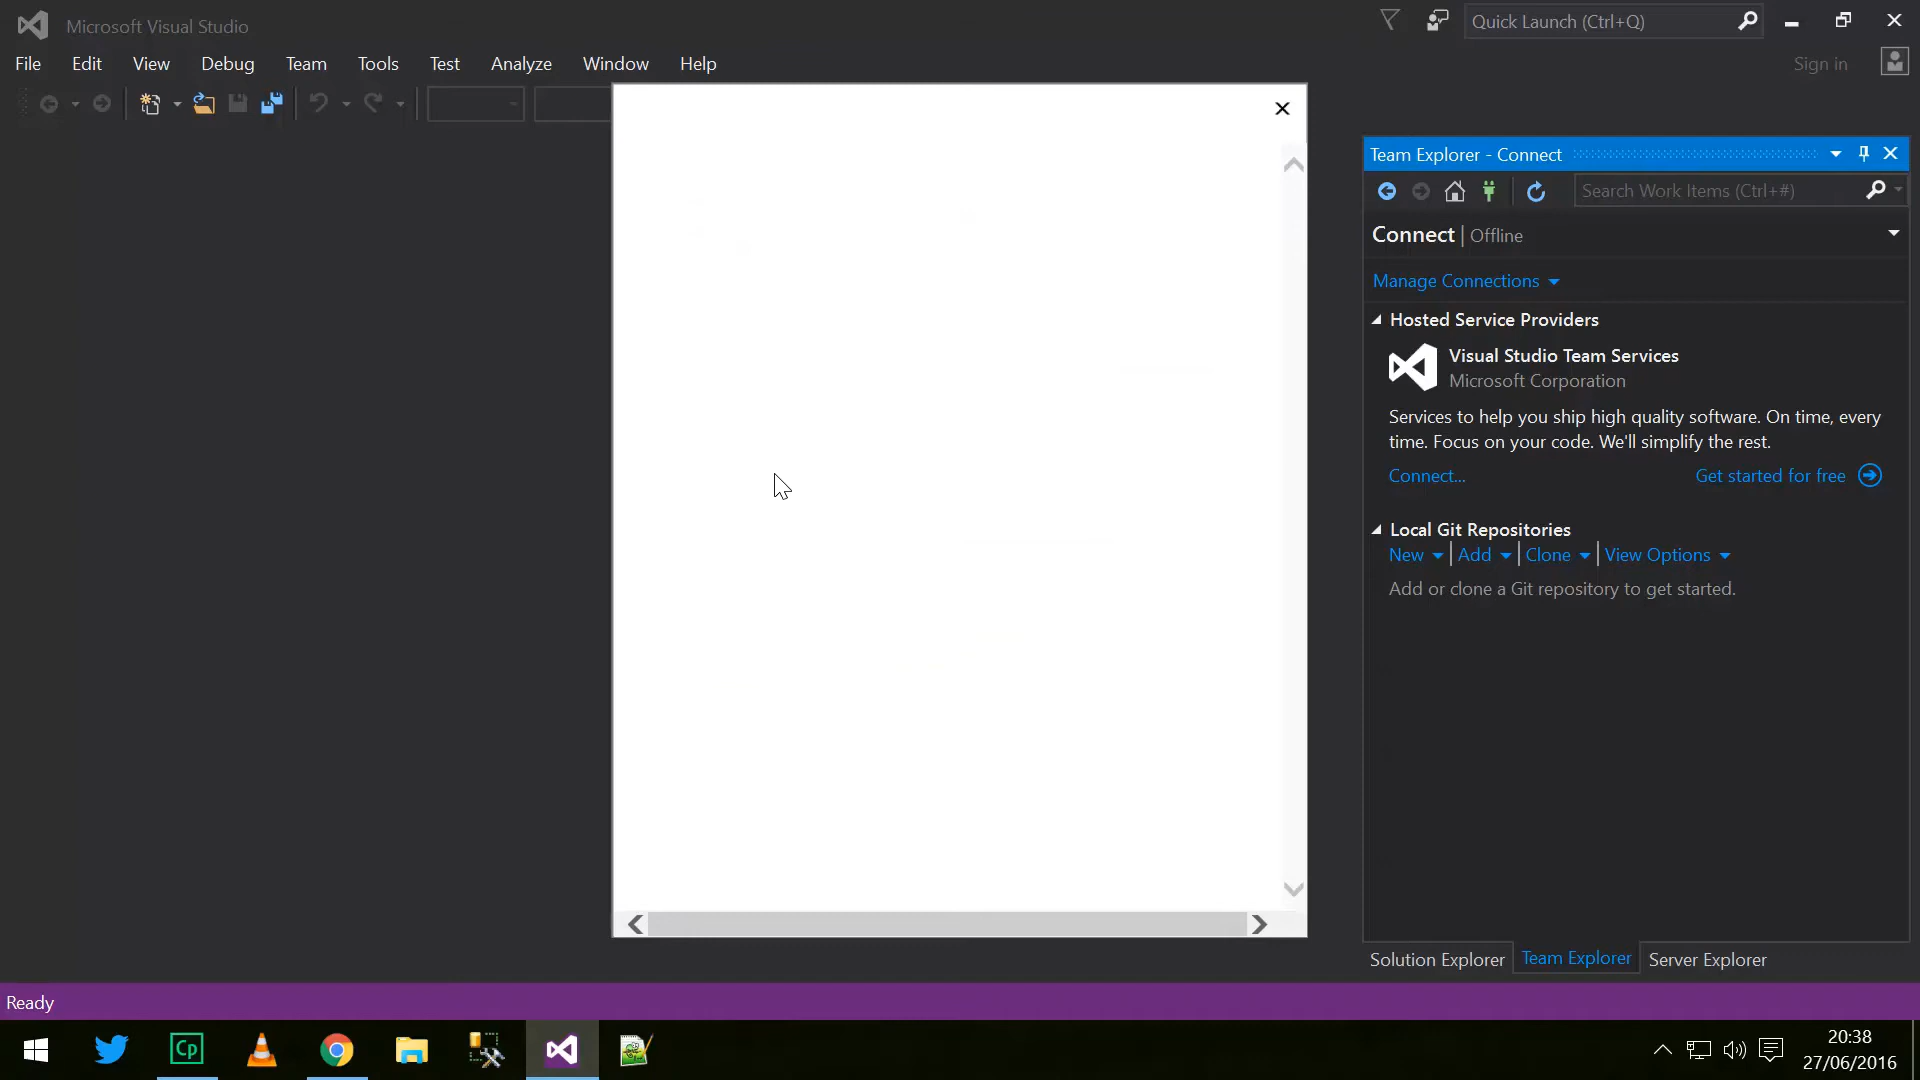 Microsoft Visual Studio
Quick Launch (Ctrl+Q)
File Edit View Debug Team Tools Test Analyze Window Help
Sign in
Team Explorer - Connect
Search Work Items (Ctrl+#)
Connect | Offline
Manage Connections
Hosted Service Providers
Visual Studio Team Services
Microsoft Corporation
Services to help you ship high quality software. On time, every
time. Focus on your code. We'll simplify the rest.
Connect... Get started for free
Local Git Repositories
New | Add | Clone | View Options
Add or clone a Git repository to get started.
Solution Explorer Team Explorer Server Explorer
Ready
Cp
20:38
27/06/2016